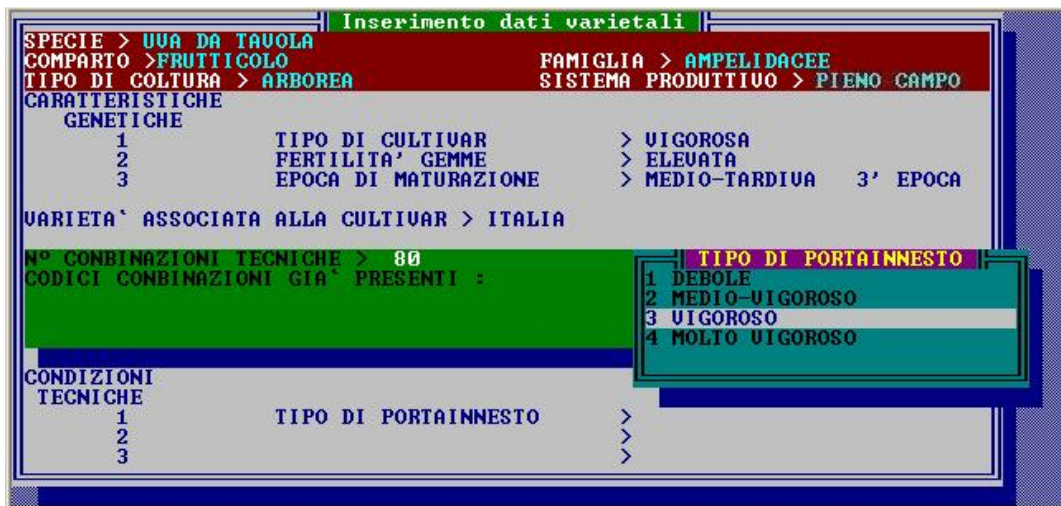 Inserimento dati varietali
SPECIE > UVA DA TAVOLA
COMPARTO >FRUTTICOLO FAMIGLIA > AMPELIDACEE
TIPO DI COLTURA > ARBOREA SISTEMA PRODUTTIVO > PIENO CAMPO
CARATTERISTICHE
GENETICHE
1 TIPO DI CULTIVAR > VIGOROSA
2 FERTILITA' GEMME > ELEVATA
3 EPOCA DI MATURAZIONE > MEDIO-TARDIVA 3' EPOCA
VARIETA` ASSOCIATA ALLA CULTIVAR > ITALIA
Nº CONBINAZIONI TECNICHE > 80
CODICI CONBINAZIONI GIA` PRESENTI :
TIPO DI PORTAINNESTO
1 DEBOLE
2 MEDIO-VIGOROSO
3 VIGOROSO
4 MOLTO VIGOROSO
CONDIZIONI
TECNICHE
1 TIPO DI PORTAINNESTO >
2 >
3 >